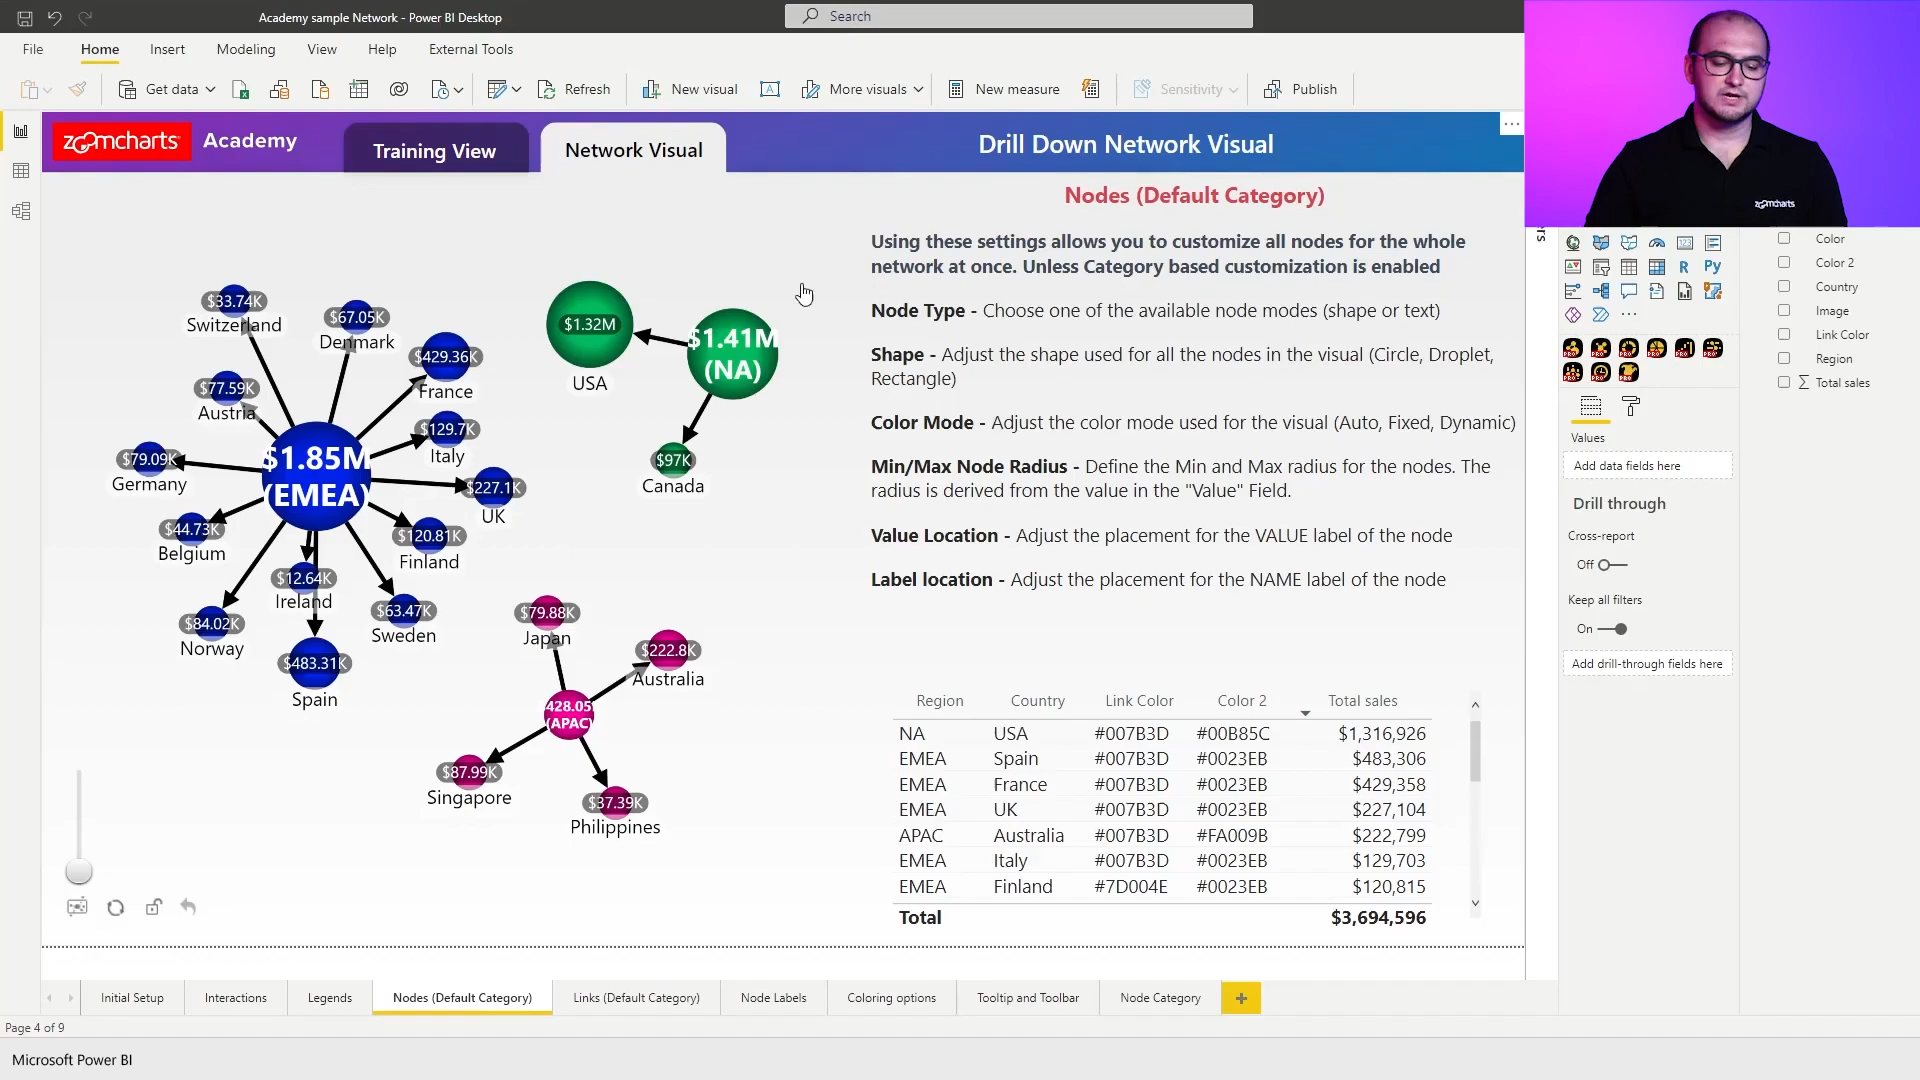 Academy sample Network - Power BI Desktop
Search
File Home Insert Modeling View Help External Tools
Get data Refresh New visual More visuals New measure Sensitivity Publish
zoomcharts Academy
Training View
Network Visual
Drill Down Network Visual
zoomcharts
Nodes (Default Category)
Using these settings allows you to customize all nodes for the whole
network at once. Unless Category based customization is enabled
Node Type - Choose one of the available node modes (shape or text)
Shape - Adjust the shape used for all the nodes in the visual (Circle, Droplet,
Rectangle)
Color Mode - Adjust the color mode used for the visual (Auto, Fixed, Dynamic)
Min/Max Node Radius - Define the Min and Max radius for the nodes. The
radius is derived from the value in the "Value" Field.
Value Location - Adjust the placement for the VALUE label of the node
Label location - Adjust the placement for the NAME label of the node
$33.74K
Switzerland
$67.05K
Denmark
$429.36K
France
$77.59K
Austria
$129.7K
Italy
$79.09K
Germany
$1.85M
(EMEA)
$227.1K
UK
$44.73K
Belgium
$120.81K
Finland
$12.64K
Ireland
$84.02K
Norway
$63.47K
Sweden
$483.31K
Spain
$1.32M
USA
$1.41M
(NA)
$97K
Canada
$79.88K
Japan
$222.8K
Australia
428.05
(APAC)
$87.99K
Singapore
$37.39K
Philippines
Region Country Link Color Color 2 Total sales
NA USA #007B3D #00B85C $1,316,926
EMEA Spain #007B3D #0023EB $483,306
EMEA France #007B3D #0023EB $429,358
EMEA UK #007B3D #0023EB $227,104
APAC Australia #007B3D #FA009B $222,799
EMEA Italy #007B3D #0023EB $129,703
EMEA Finland #7D004E #0023EB $120,815
Total $3,694,596
R Py
123
PRO PRO PRO PRO PRO PRO
PRO PRO PRO
Values
Add data fields here
Drill through
Cross-report
Off
Keep all filters
On
Add drill-through fields here
Color
Color 2
Country
Image
Link Color
Region
Σ Total sales
Initial Setup Interactions Legends Nodes (Default Category) Links (Default Category) Node Labels Coloring options Tooltip and Toolbar Node Category +
Page 4 of 9
Microsoft Power BI